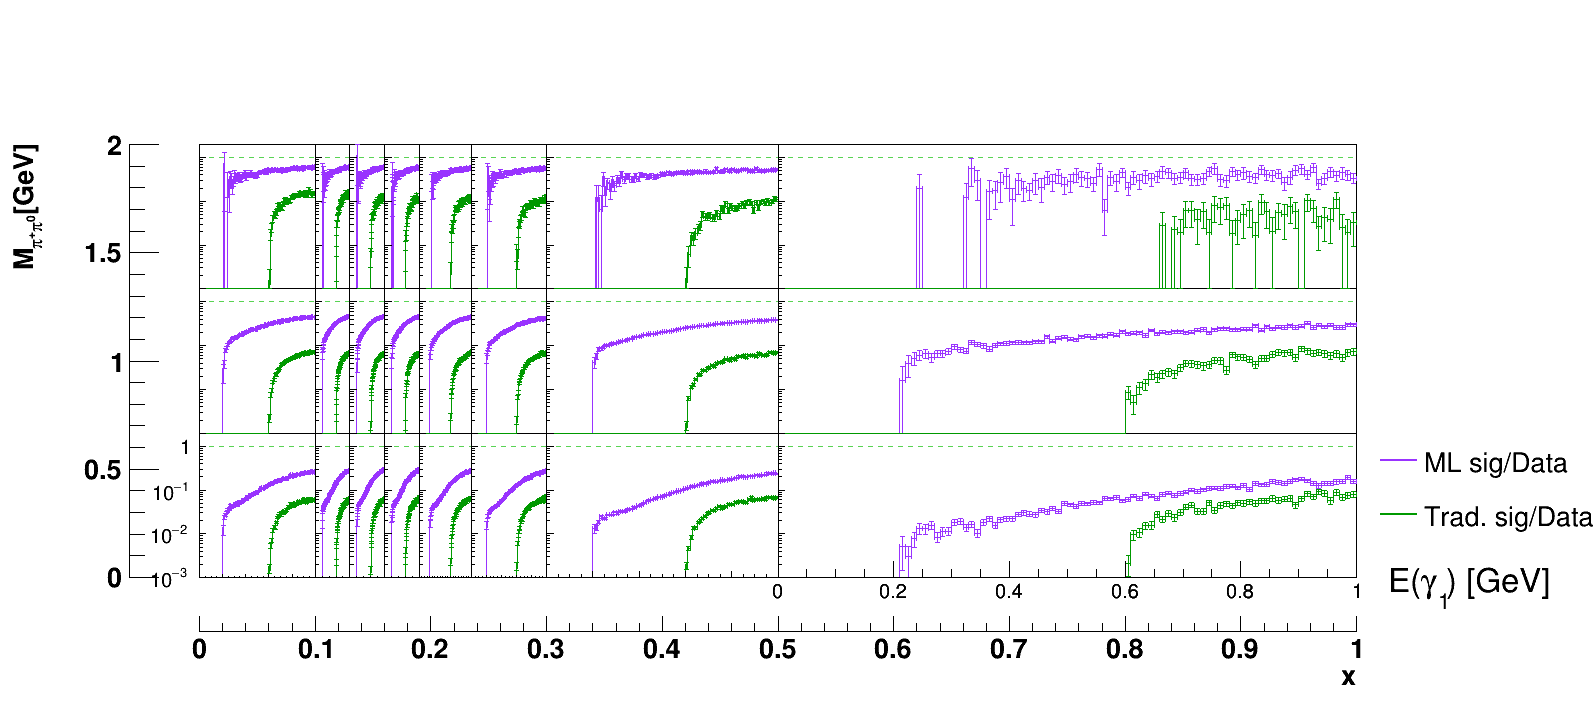 M_{π⁺π⁰}[GeV]
2
1.5
1
0.5
0
1
10⁻¹
10⁻²
10⁻³
0 0.2 0.4 0.6 0.8 1
0 0.1 0.2 0.3 0.4 0.5 0.6 0.7 0.8 0.9 1
x
ML sig/Data
Trad. sig/Data
E(γ₁) [GeV]